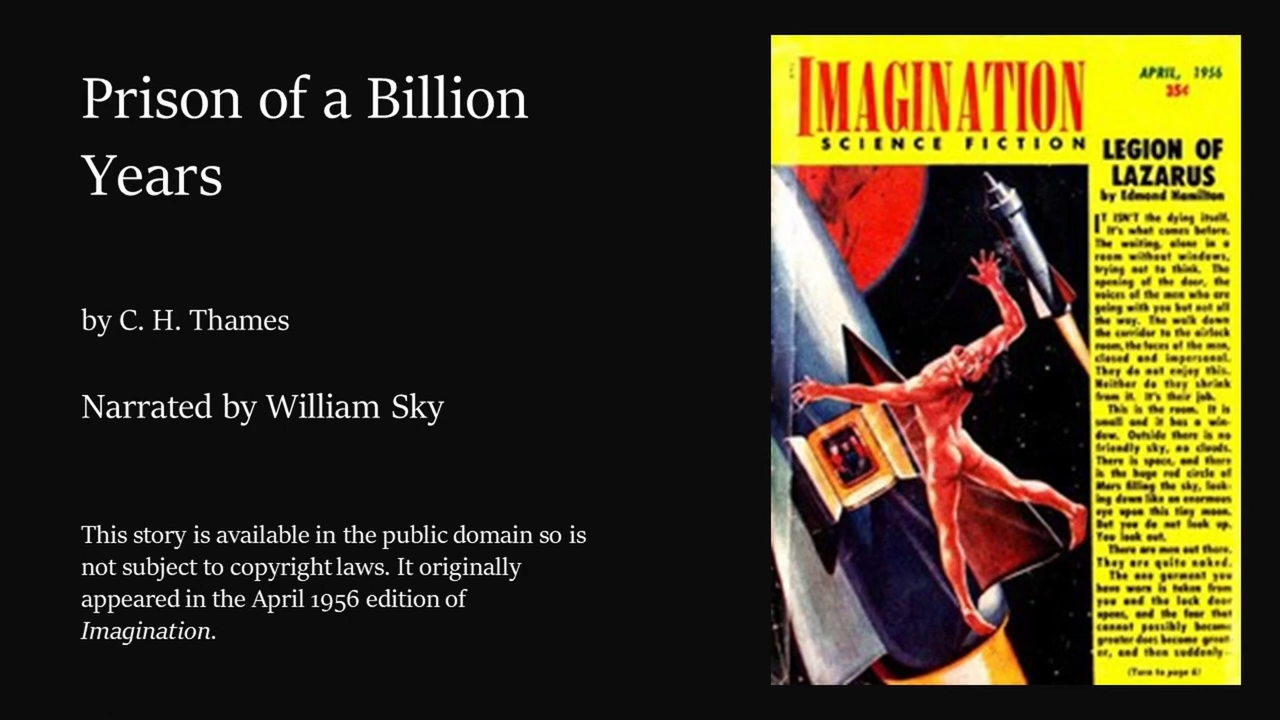 Prison of a Billion
Years
by C. H. Thames
Narrated by William Sky
This story is available in the public domain so is
not subject to copyright laws. It originally
appeared in the April 1956 edition of
Imagination.
IMAGINATION
SCIENCE FICTION
APRIL, 1956
35¢
LEGION OF
LAZARUS
by Edmond Hamilton
IT ISN'T the dying itself.
It's what comes before.
The waiting, alone in a
room without windows,
trying not to think. The
opening of the door, the
voices of the men who are
going with you but not all
the way. The walk down
the corridor to the airlock
room, the faces of the men,
closed and impersonal.
They do not enjoy this.
Neither do they shrink
from it. It's their job.
This is the room. It is
small and it has a win-
dow. Outside there is no
friendly sky, no clouds.
There is space, and there
is the huge red circle of
Mars filling the sky, look-
ing down like an enormous
eye upon this tiny moon.
But you do not look up.
You look out.
There are men out there.
They are quite naked.
The one garment you
have worn is taken from
you and the lock door
opens, and the fear that
cannot possibly become
greater does become great-
er, and then suddenly—
(Turn to page 6)